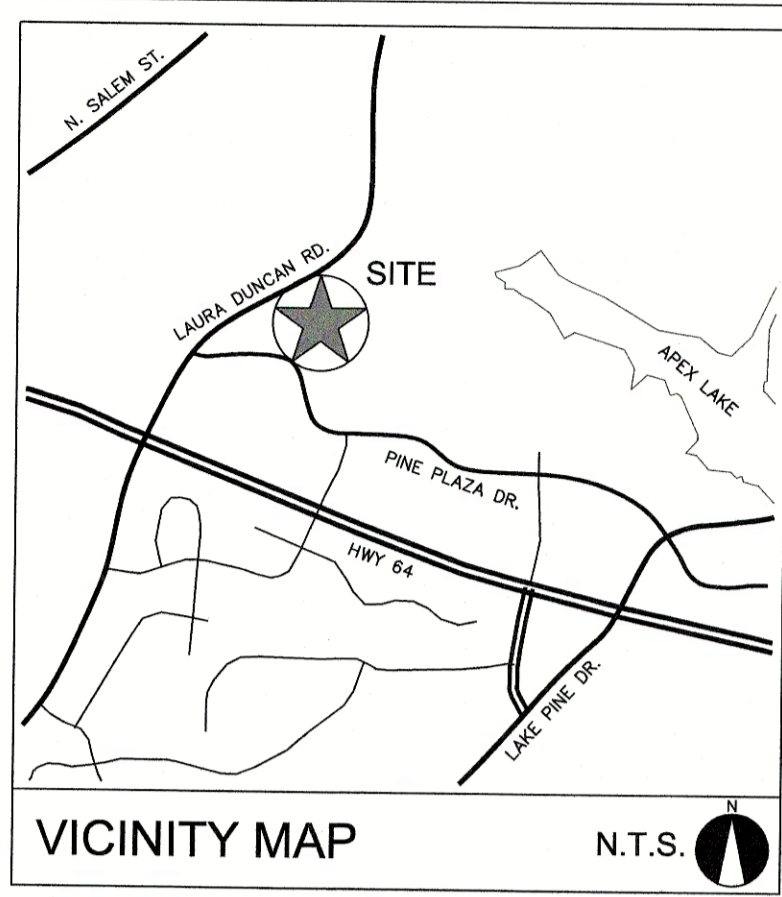 N. SALEM ST.
LAURA DUNCAN RD.
SITE
APEX LAKE
PINE PLAZA DR.
HWY 64
LAKE PINE DR.
VICINITY MAP
N.T.S.
N